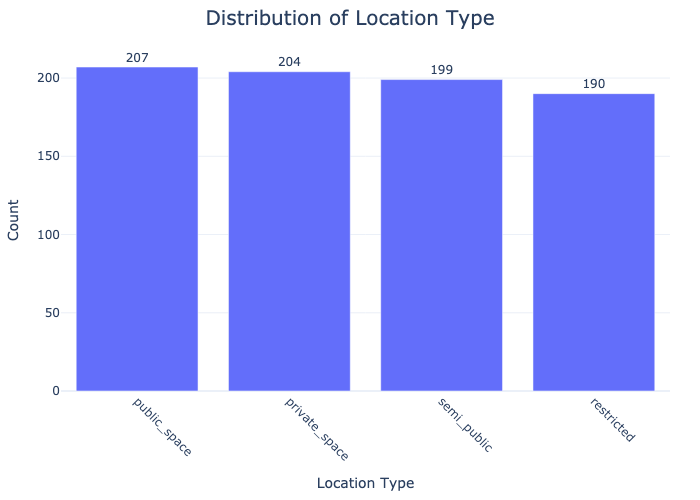 Distribution of Location Type
207
204
199
190
200
150
100
50
0
Count
public_space
private_space
semi_public
restricted
Location Type